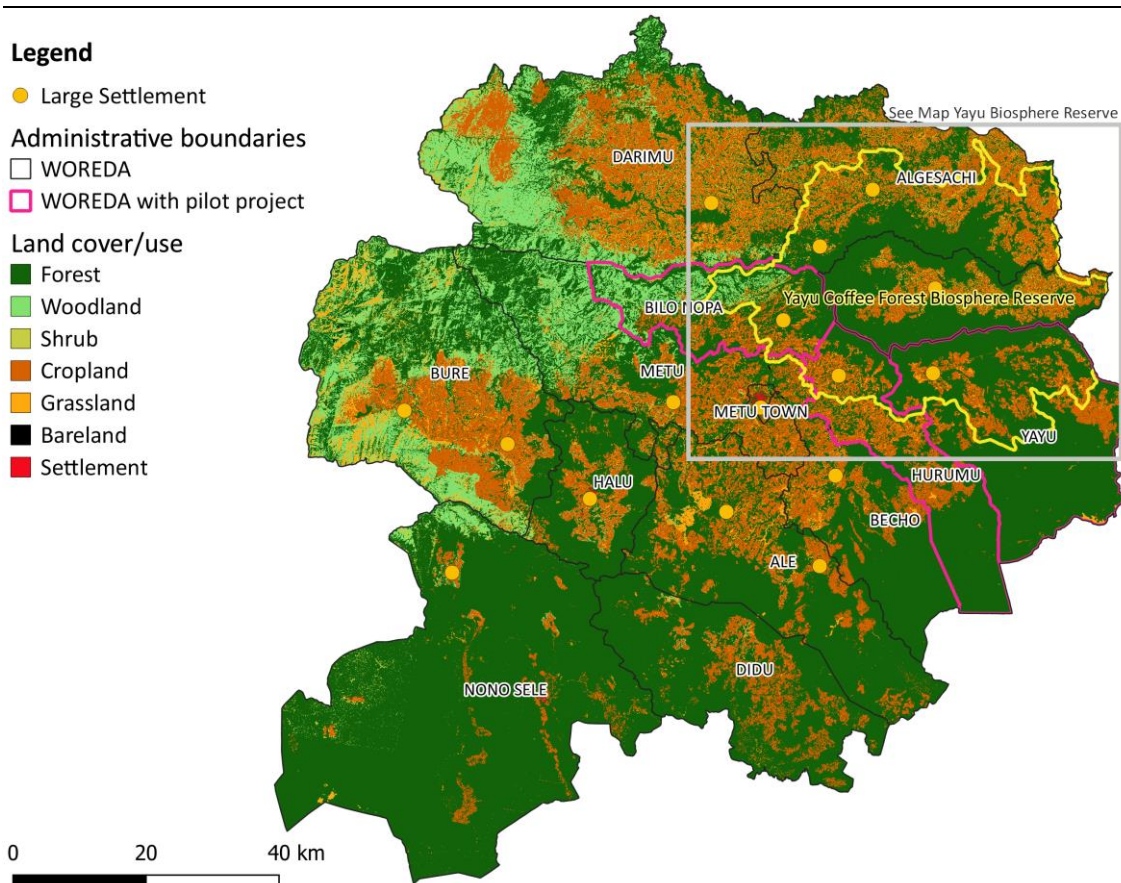 Legend
Large Settlement
Administrative boundaries
WOREDA
WOREDA with pilot project
Land cover/use
Forest
Woodland
Shrub
Cropland
Grassland
Bareland
Settlement
See Map Yayu Biosphere Reserve
DARIMU
ALGESACHI
Yayu Coffee Forest Biosphere Reserve
BILO NOPA
BURE
METU
METU TOWN
YAYU
HALU
HURUMU
BECHO
ALE
DIDU
NONO SELE
0 20 40 km